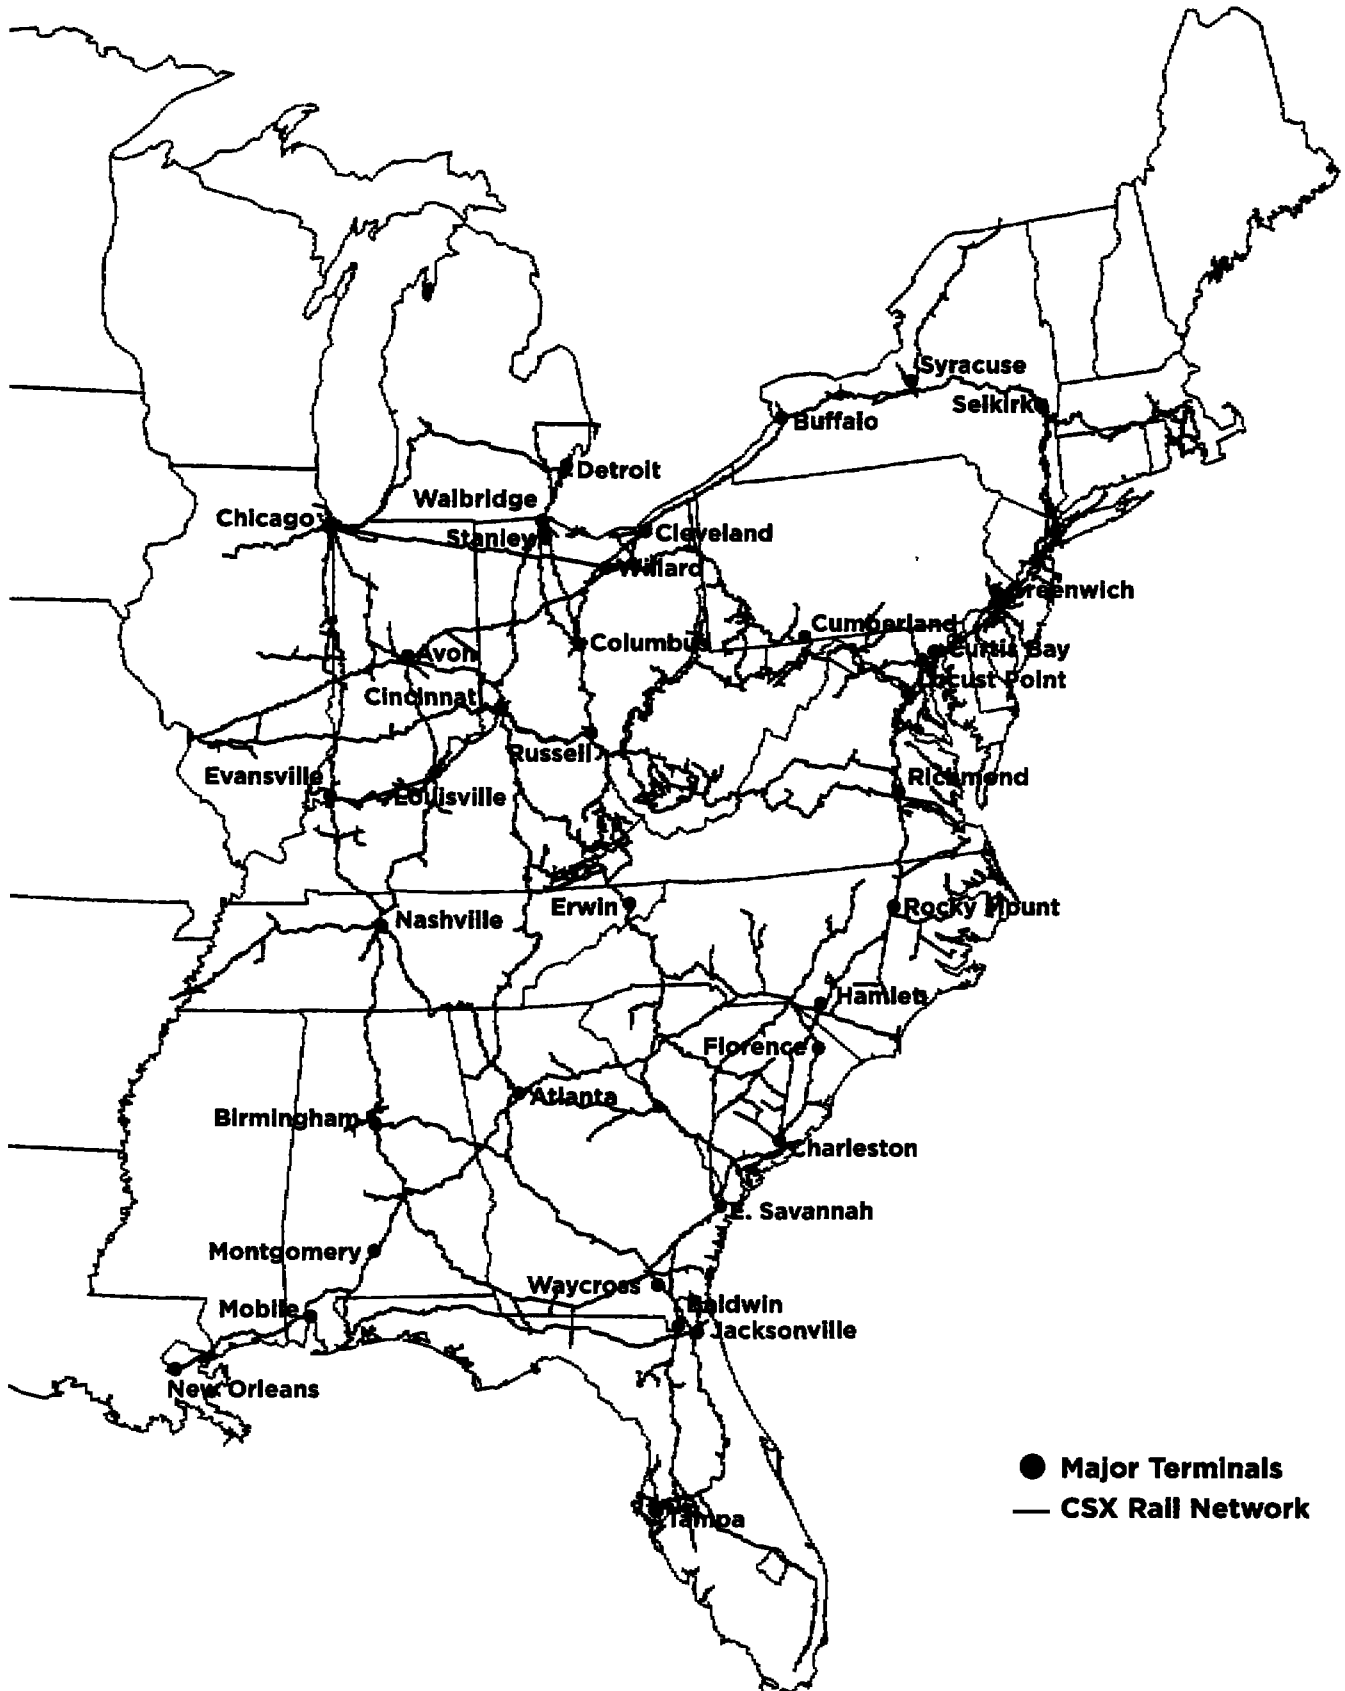 Syracuse
Selkirk
Buffalo
Detroit
Walbridge
Chicago
Stanley
Cleveland
Willard
Greenwich
Cumberland
Columbus
Curtis Bay
Avon
Locust Point
Cincinnat
Russell
Evansville
Richmond
Louisville
Erwin
Rocky Mount
Nashville
Hamlet
Florence
Atlanta
Birmingham
Charleston
E. Savannah
Montgomery
Waycross
Baldwin
Mobile
Jacksonville
New Orleans
Major Terminals
CSX Rail Network
Tampa